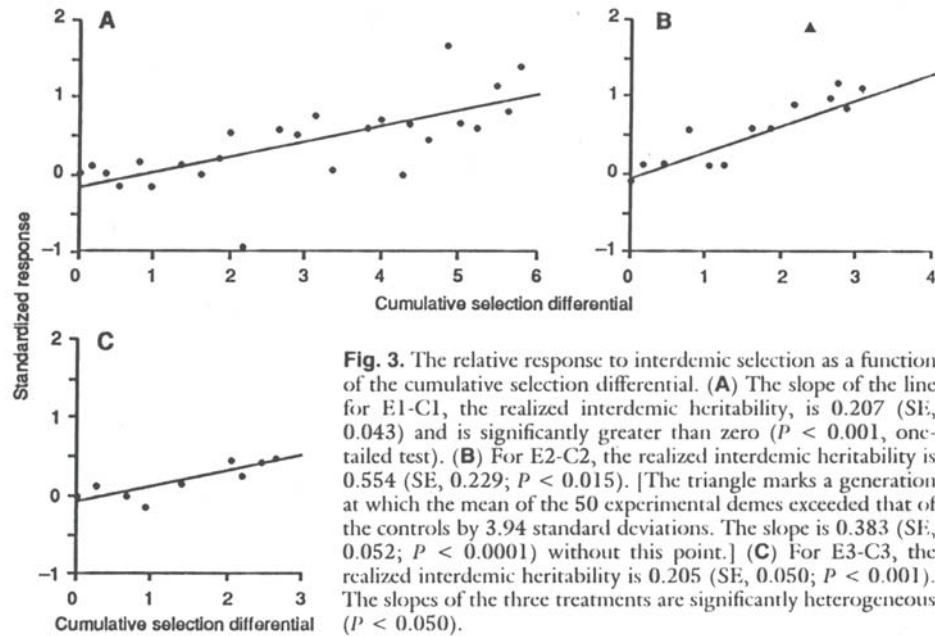 A
B
2
1
0
–1
0
1
2
3
4
5
6
2
1
0
–1
0
1
2
3
4
Cumulative selection differential
Standardized response
C
2
1
0
–1
0
1
2
3
Cumulative selection differential
Fig. 3. The relative response to interdemic selection as a function
of the cumulative selection differential. (A) The slope of the line
for E1-C1, the realized interdemic heritability, is 0.207 (SE,
0.043) and is significantly greater than zero (P < 0.001, one-
tailed test). (B) For E2-C2, the realized interdemic heritability is
0.554 (SE, 0.229; P < 0.015). [The triangle marks a generation
at which the mean of the 50 experimental demes exceeded that of
the controls by 3.94 standard deviations. The slope is 0.383 (SE,
0.052; P < 0.0001) without this point.] (C) For E3-C3, the
realized interdemic heritability is 0.205 (SE, 0.050; P < 0.001).
The slopes of the three treatments are significantly heterogeneous
(P < 0.050).